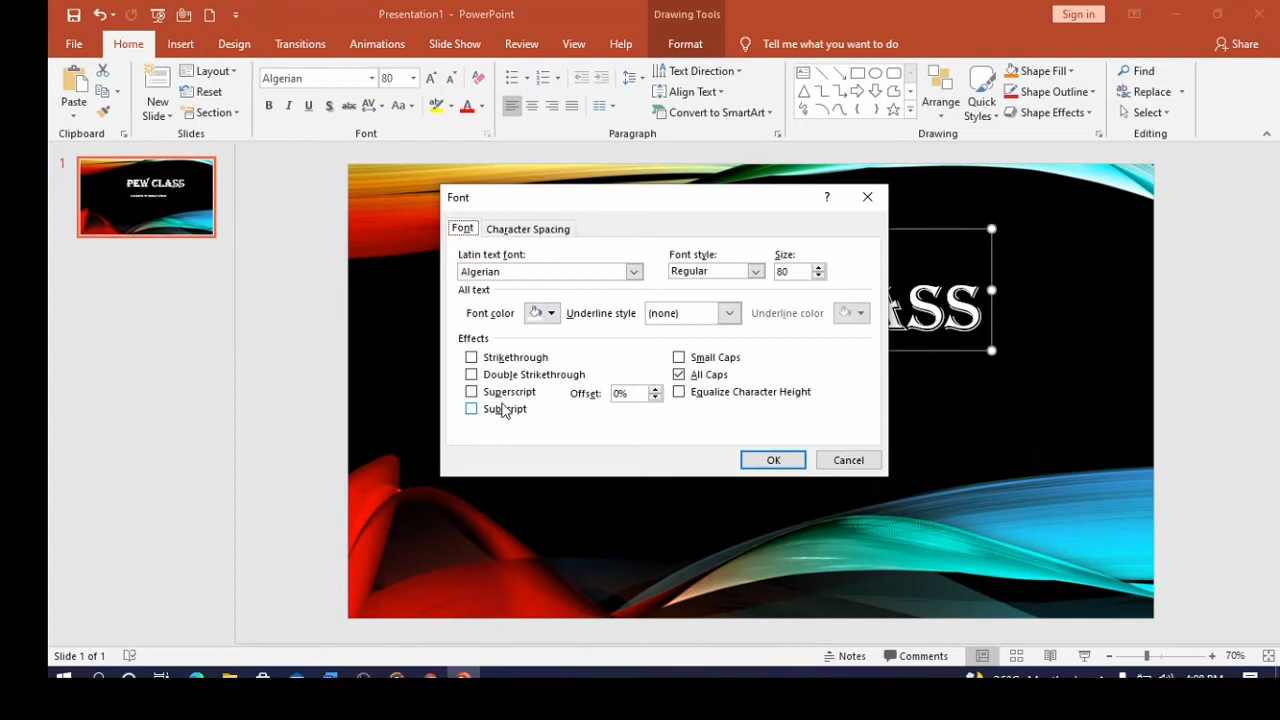 Presentation1 - PowerPoint
Drawing Tools
Sign in
File
Home
Insert
Design
Transitions
Animations
Slide Show
Review
View
Help
Format
Tell me what you want to do
Share
Paste
New Slide
Layout
Reset
Section
Algerian
80
B I U S abc AV Aa A
Text Direction
Align Text
Convert to SmartArt
Arrange
Quick Styles
Shape Fill
Shape Outline
Shape Effects
Find
Replace
Select
Clipboard
Slides
Font
Paragraph
Drawing
Editing
1
PEW CLASS
Font
?
Font
Character Spacing
Latin text font:
Font style:
Size:
Algerian
Regular
80
All text
Font color
Underline style
(none)
Underline color
Effects
Strikethrough
Small Caps
Double Strikethrough
All Caps
Superscript
Offset:
0%
Equalize Character Height
OK
Cancel
ASS
Slide 1 of 1
Notes
Comments
70%